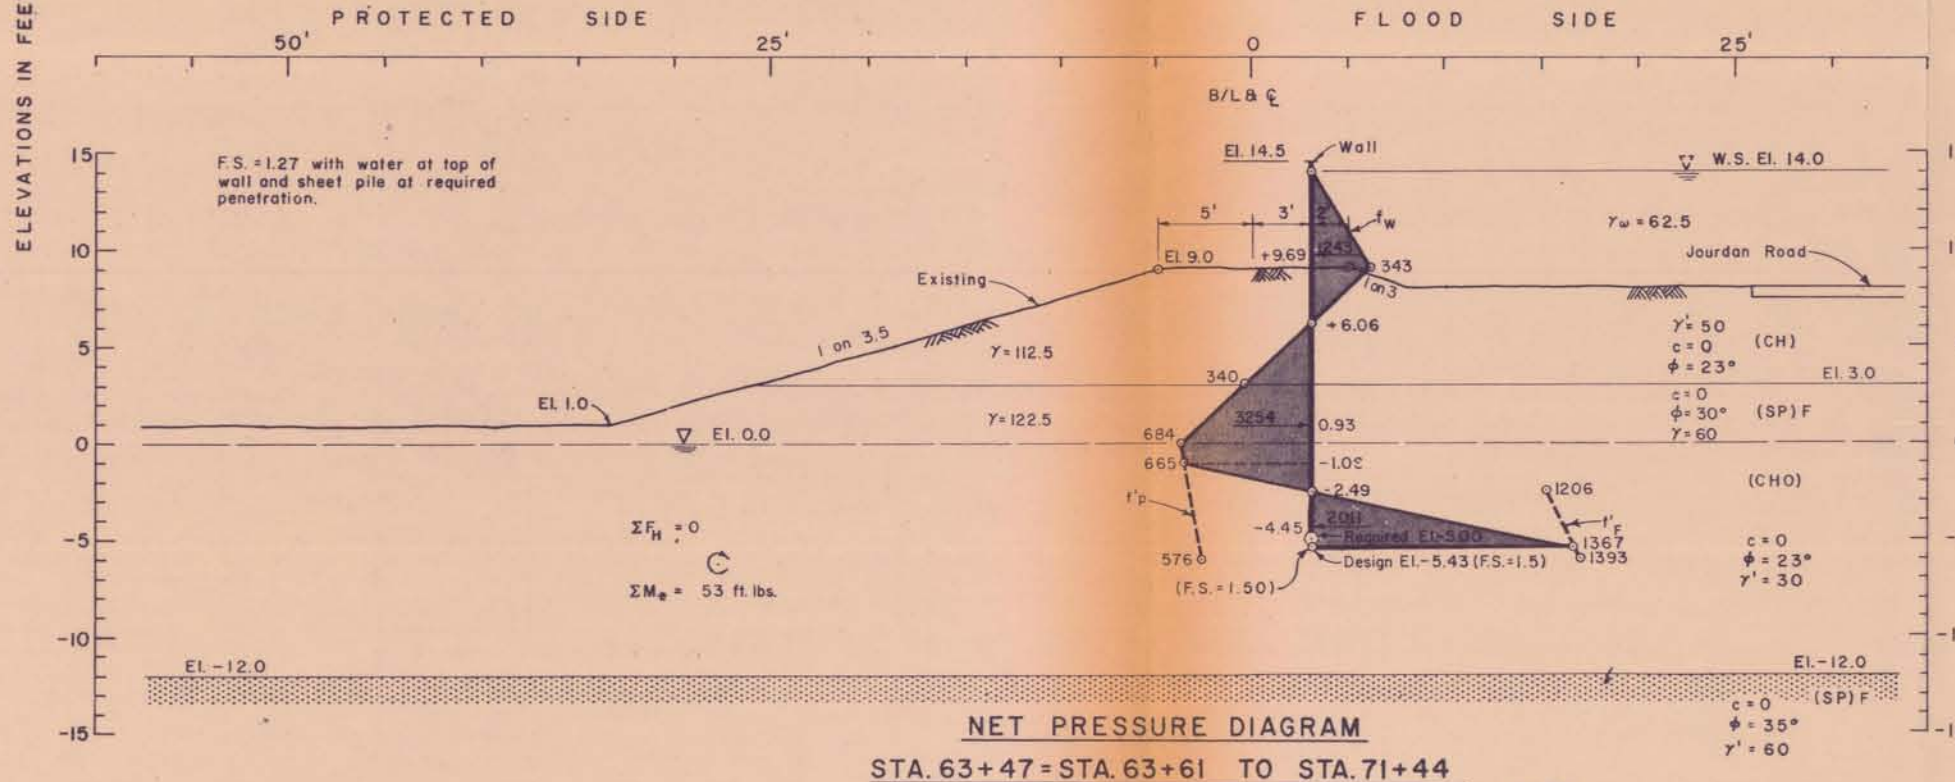 PROTECTED SIDE
FLOOD SIDE
ELEVATIONS IN FEE
50'
25'
0
25'
B/L & ℄
15
10
5
0
-5
-10
-15
F.S. = 1.27 with water at top of
wall and sheet pile at required
penetration.
El. 14.5
Wall
W.S. El. 14.0
5'
3'
2'
fw
γω = 62.5
Jourdan Road
El. 9.0
+9.69
1243
343
Existing
1 on 3
+6.06
1 on 3.5
γ = 112.5
γ' = 50
c = 0 (CH)
φ = 23°
340
El. 3.0
El. 1.0
γ = 122.5
3254
0.93
c = 0
φ = 30° (SP) F
γ = 60
684
El. 0.0
665
-2.49
(CHO)
f'p
1206
-4.45
2011
f'F
ΣF_H = 0
Required El.-5.00
1367
c = 0
φ = 23°
γ' = 30
576
Design El.-5.43 (F.S.=1.5)
1393
(F.S. = 1.50)
ΣMe = 53 ft. lbs.
El. -12.0
El. -12.0
c = 0 (SP) F
φ = 35°
γ' = 60
NET PRESSURE DIAGRAM
STA. 63+47 = STA. 63+61 TO STA. 71+44